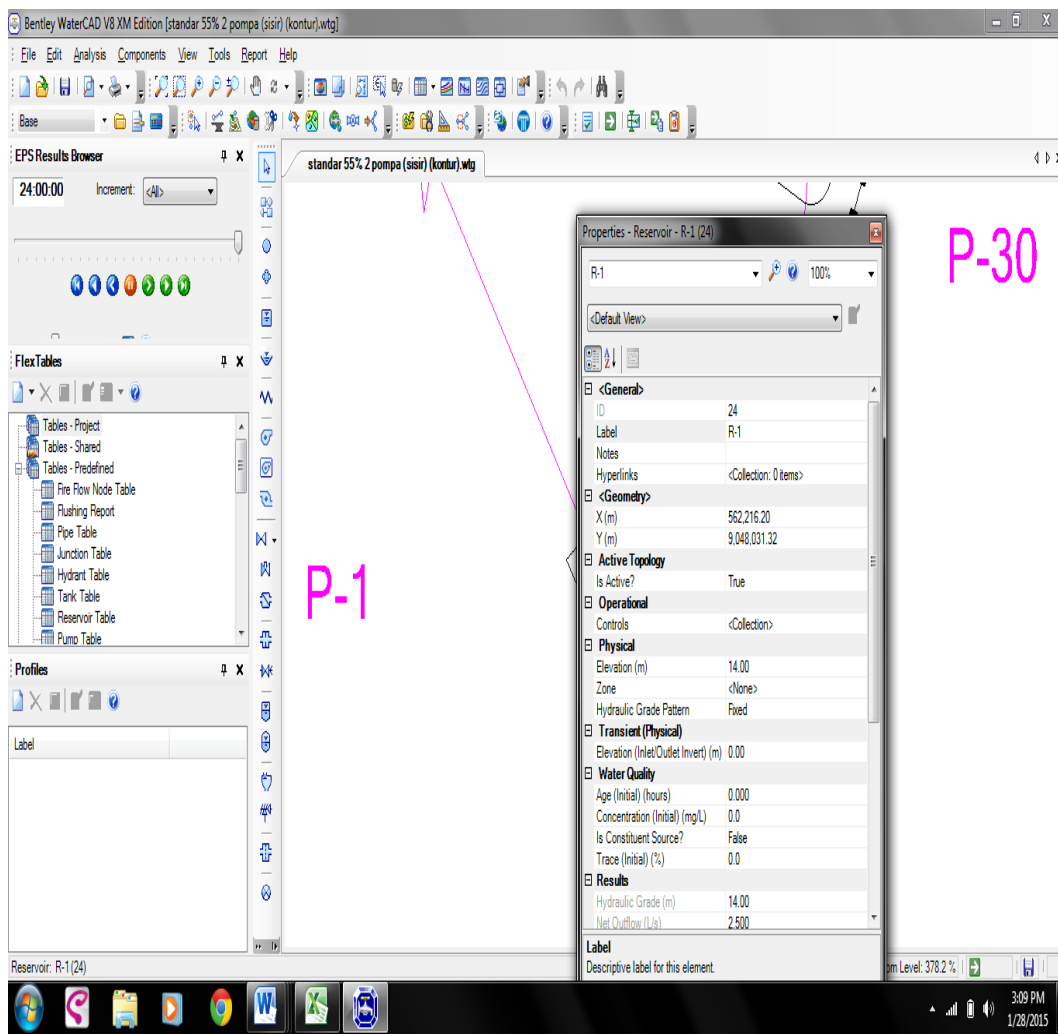 Bentley WaterCAD V8 XM Edition [standar 55% 2 pompa (sisir) (kontur).wtg]
File Edit Analysis Components View Tools Report Help
Base
EPS Results Browser
24:00:00 Increment: <All>
FlexTables
Tables - Project
Tables - Shared
Tables - Predefined
Fire Flow Node Table
Flushing Report
Pipe Table
Junction Table
Hydrant Table
Tank Table
Reservoir Table
Pump Table
Profiles
Label
standar 55% 2 pompa (sisir) (kontur).wtg
P-1
P-30
Properties - Reservoir - R-1 (24)
R-1 100%
<Default View>
<General>
ID 24
Label R-1
Notes
Hyperlinks <Collection: 0 items>
<Geometry>
X (m) 562,216.20
Y (m) 9,048,031.32
Active Topology
Is Active? True
Operational
Controls <Collection>
Physical
Elevation (m) 14.00
Zone <None>
Hydraulic Grade Pattern Fixed
Transient (Physical)
Elevation (Inlet/Outlet Invert) (m) 0.00
Water Quality
Age (Initial) (hours) 0.000
Concentration (Initial) (mg/L) 0.0
Is Constituent Source? False
Trace (Initial) (%) 0.0
Results
Hydraulic Grade (m) 14.00
Net Outflow (L/s) 2.500
Label
Descriptive label for this element.
Reservoir: R-1 (24)
om Level: 378.2 %
3:09 PM
1/28/2015